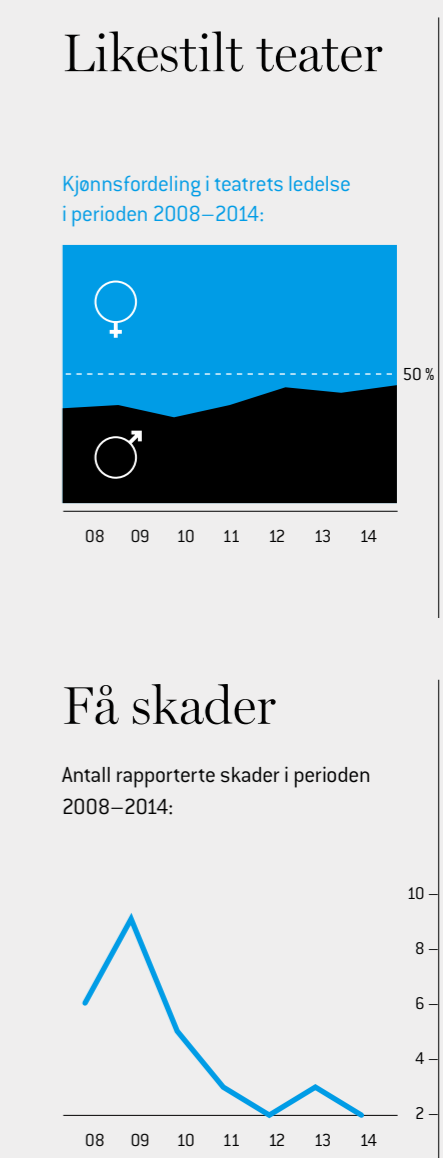 Likestilt teater
Kjønnsfordeling i teatrets ledelse
i perioden 2008–2014:
50 %
08 09 10 11 12 13 14
Få skader
Antall rapporterte skader i perioden
2008–2014:
10
8
6
4
2
08 09 10 11 12 13 14